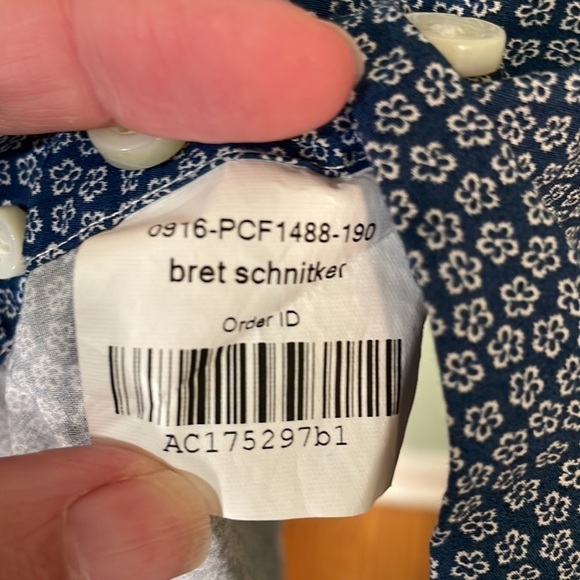 0916-PCF1488-190
bret schnitker
Order ID
AC175297b1